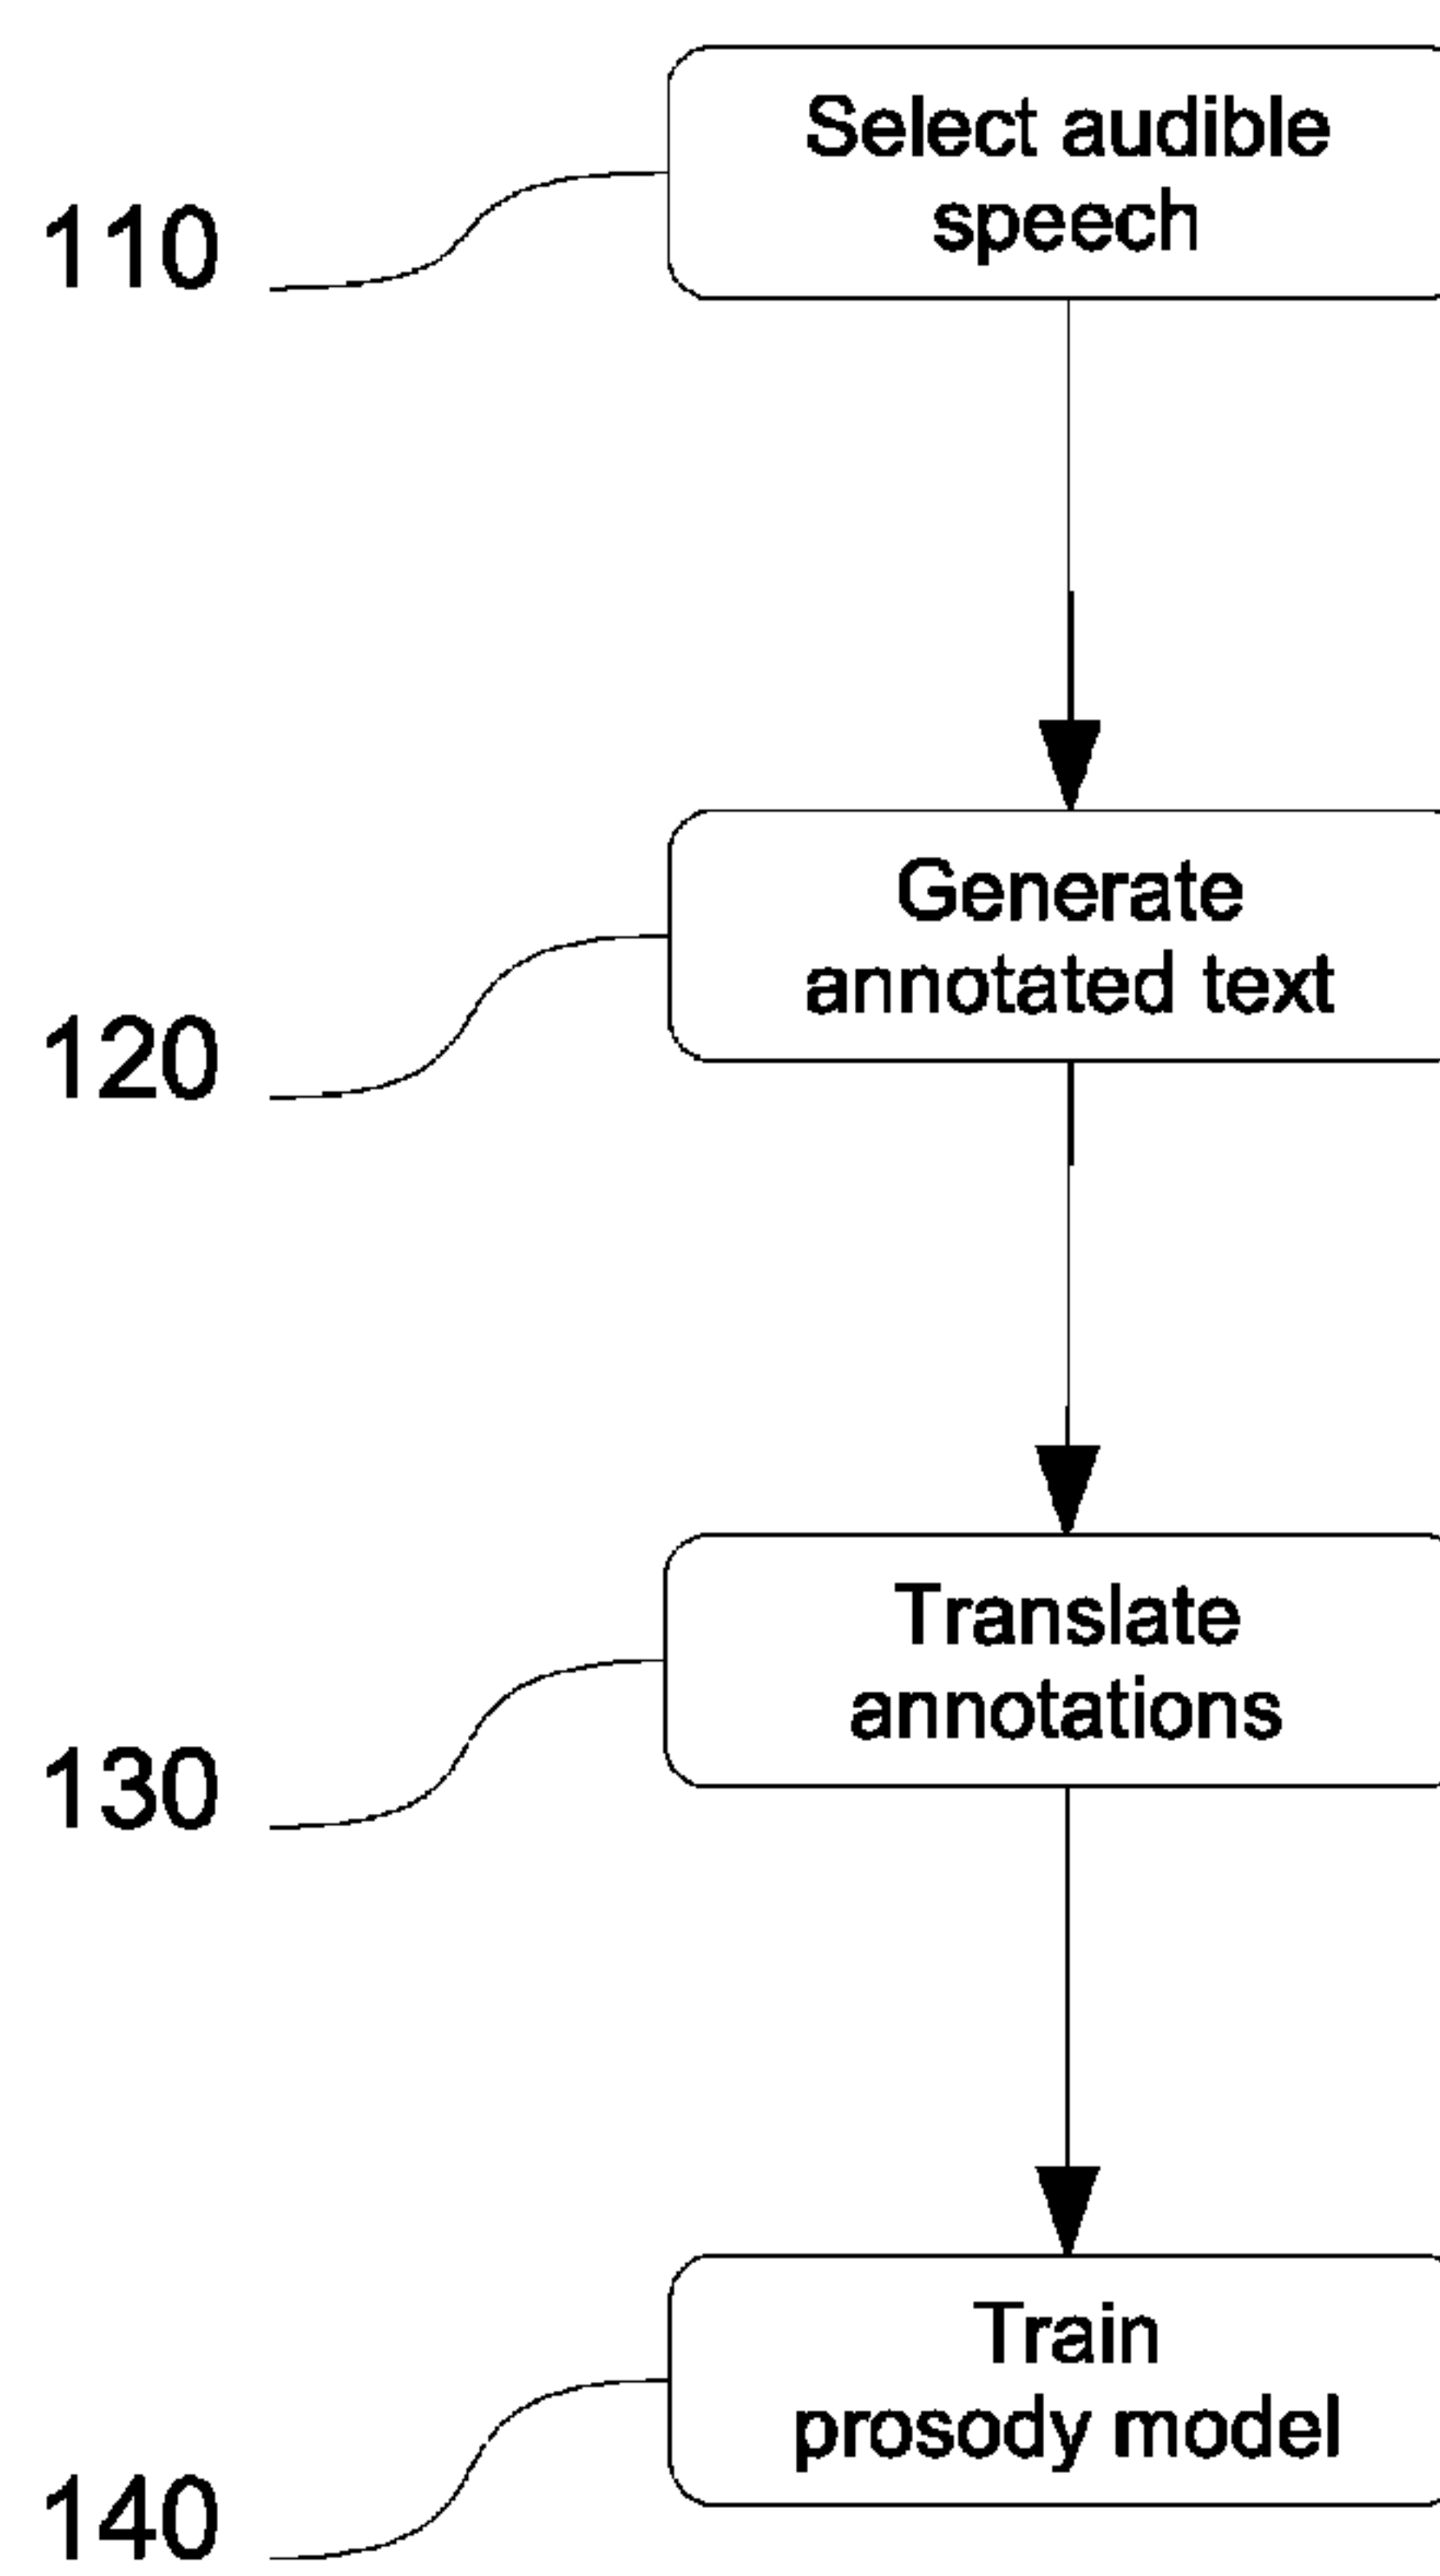 Select audible
speech
110
Generate
annotated text
120
Translate
annotations
130
Train
prosody model
140